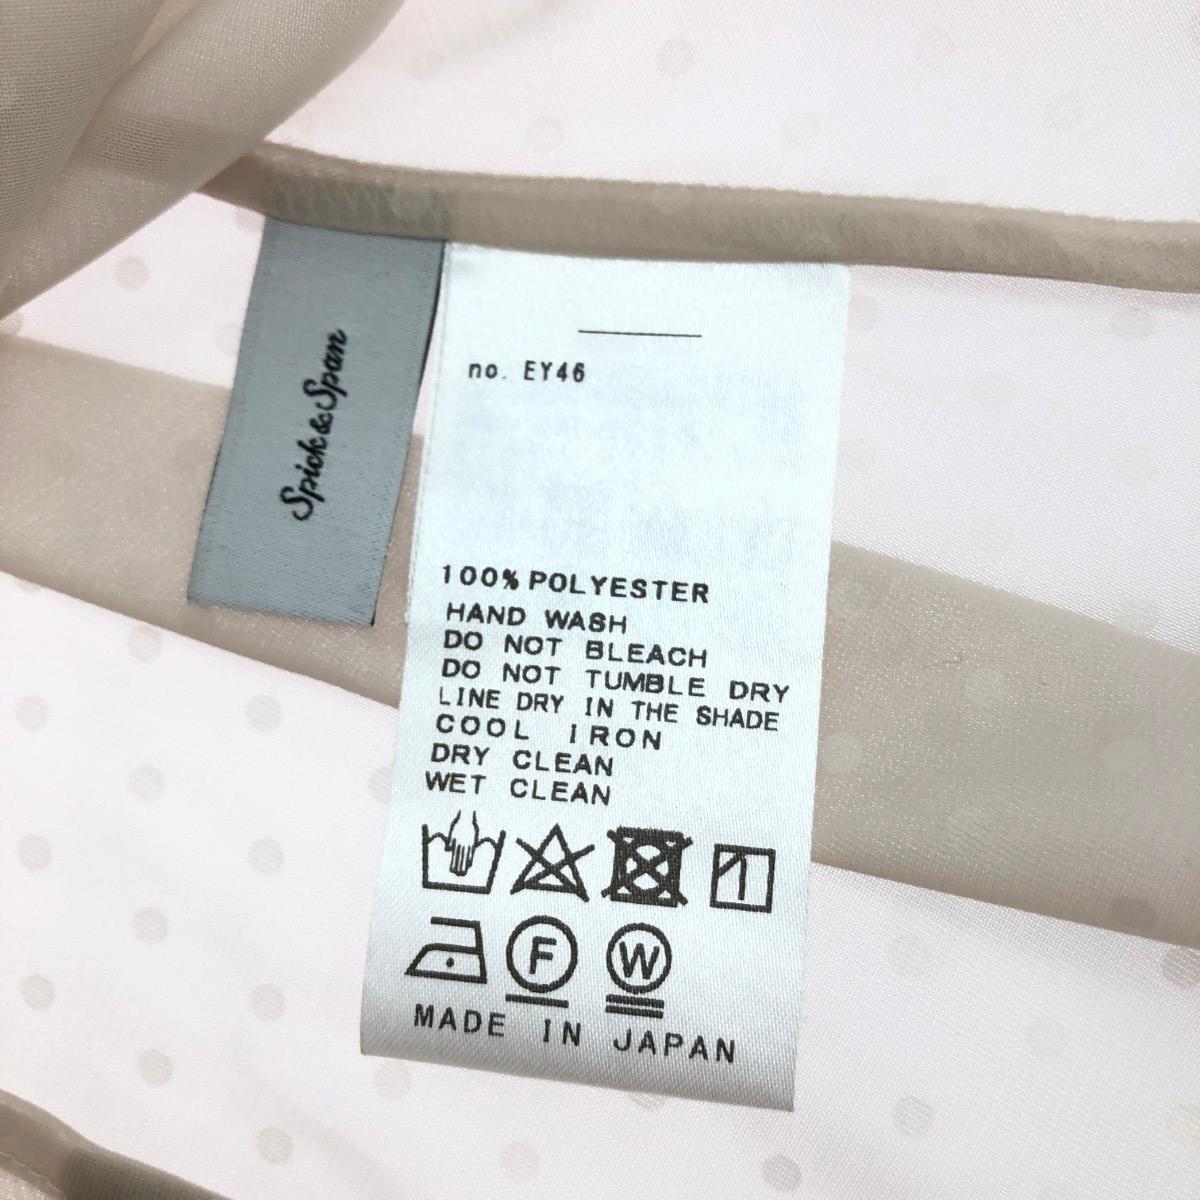 Spick&Span
no. EY46
100% POLYESTER
HAND WASH
DO NOT BLEACH
DO NOT TUMBLE DRY
LINE DRY IN THE SHADE
COOL IRON
DRY CLEAN
WET CLEAN
F W
MADE IN JAPAN